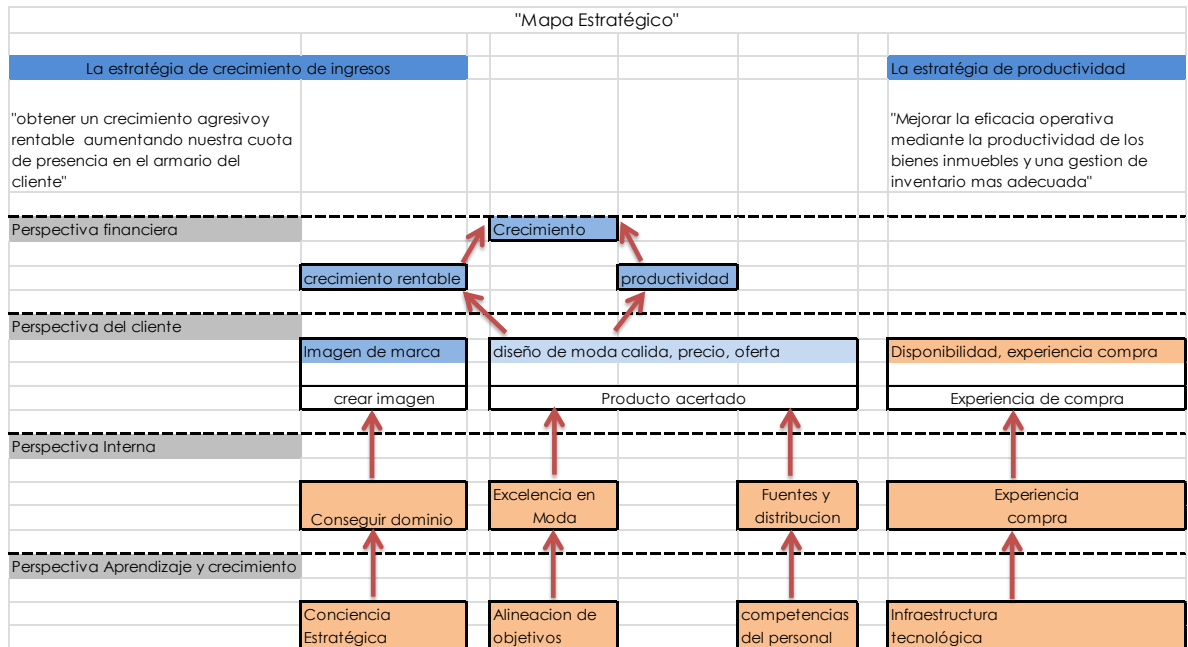 "Mapa Estratégico"
La estratégia de crecimiento de ingresos
La estratégia de productividad
"obtener un crecimiento agresivoy
rentable aumentando nuestra cuota
de presencia en el armario del
cliente"
"Mejorar la eficacia operativa
mediante la productividad de los
bienes inmuebles y una gestion de
inventario mas adecuada"
Perspectiva financiera
Crecimiento
crecimiento rentable
productividad
Perspectiva del cliente
Imagen de marca
diseño de moda calida, precio, oferta
Disponibilidad, experiencia compra
crear imagen
Producto acertado
Experiencia de compra
Perspectiva Interna
Conseguir dominio
Excelencia en
Moda
Fuentes y
distribucion
Experiencia
compra
Perspectiva Aprendizaje y crecimiento
Conciencia
Estratégica
Alineacion de
objetivos
competencias
del personal
Infraestructura
tecnológica